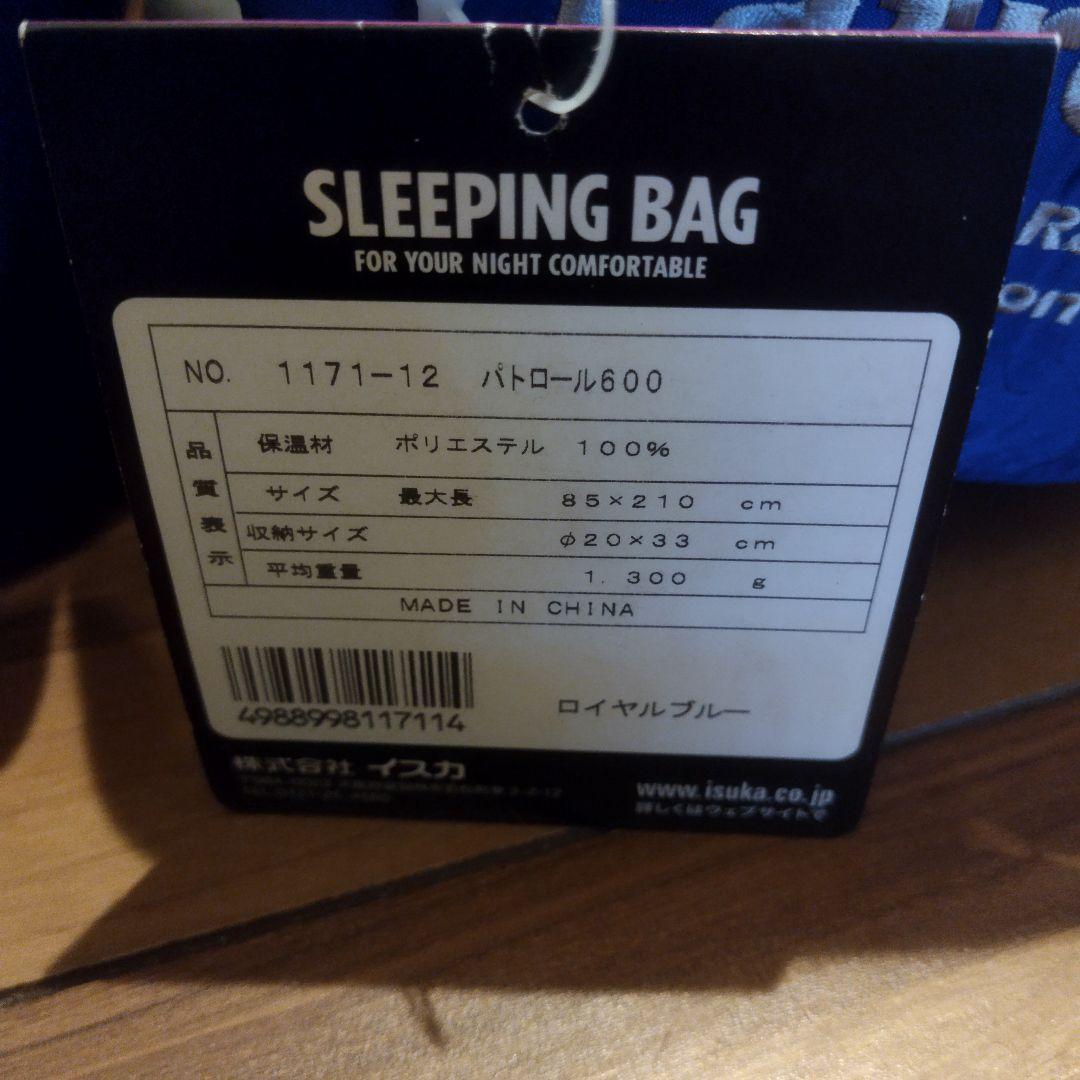 SLEEPING BAG
FOR YOUR NIGHT COMFORTABLE
NO. 1171-12 パトロール600
品質表示
保温材 ポリエステル 100%
サイズ 最大長 85×210 cm
収納サイズ φ20×33 cm
平均重量 1.300 g
MADE IN CHINA
4988998117114
ロイヤルブルー
株式会社 イスカ
www.isuka.co.jp
詳しくはウェブサイトで